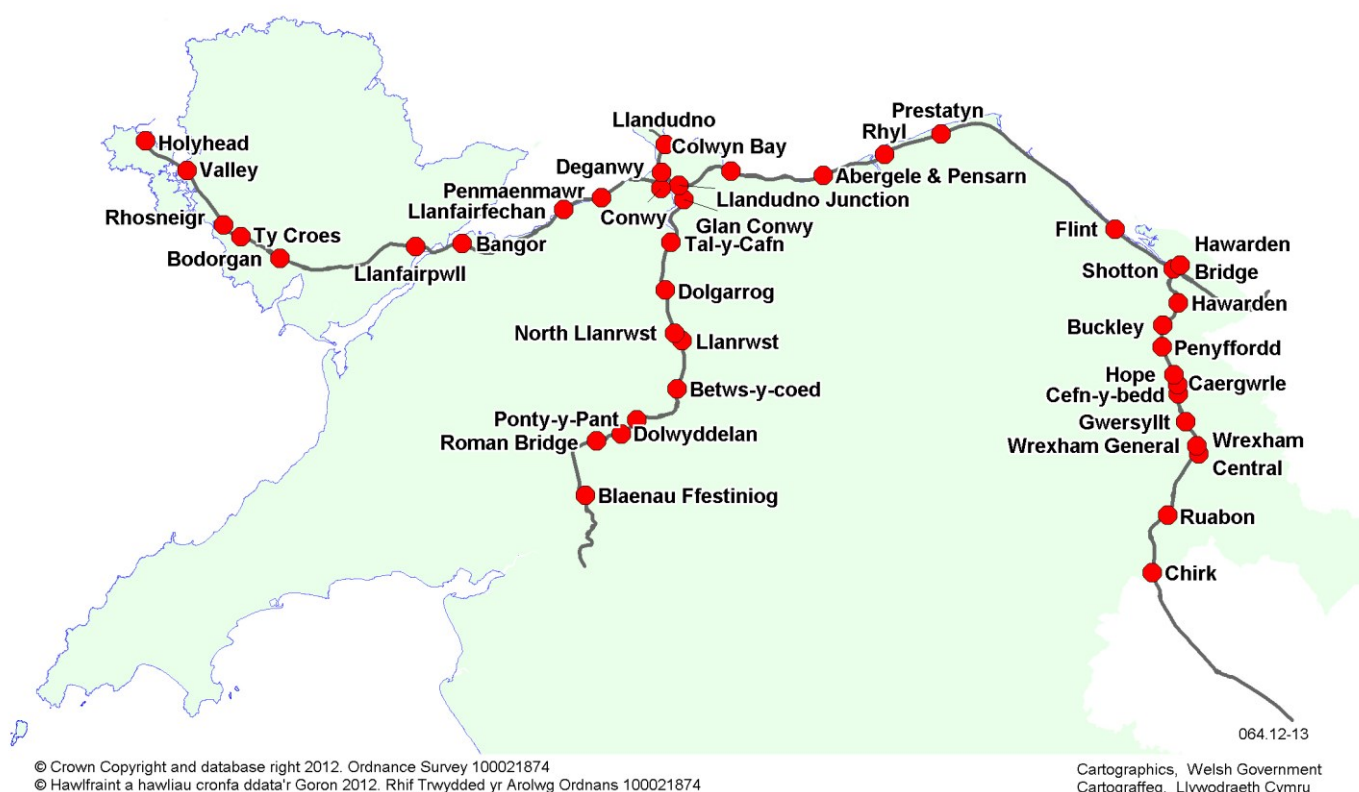 Prestatyn
Llandudno
Rhyl
Holyhead
Colwyn Bay
Valley
Deganwy
Abergele & Pensarn
Penmaenmawr
Llandudno Junction
Llanfairfechan
Conwy
Rhosneigr
Glan Conwy
Flint
Ty Croes
Bangor
Tal-y-Cafn
Hawarden
Bridge
Bodorgan
Llanfairpwll
Shotton
Dolgarrog
Hawarden
Buckley
North Llanrwst
Llanrwst
Penyffordd
Hope
Caergwrle
Betws-y-coed
Cefn-y-bedd
Ponty-y-Pant
Gwersyllt
Dolwyddelan
Roman Bridge
Wrexham General
Wrexham
Central
Blaenau Ffestiniog
Ruabon
Chirk
064.12-13
© Crown Copyright and database right 2012. Ordnance Survey 100021874
© Hawlfraint a hawliau cronfa ddata'r Goron 2012. Rhif Trwydded yr Arolwg Ordnans 100021874
Cartographics, Welsh Government
Cartograffeg, Llywodraeth Cymru